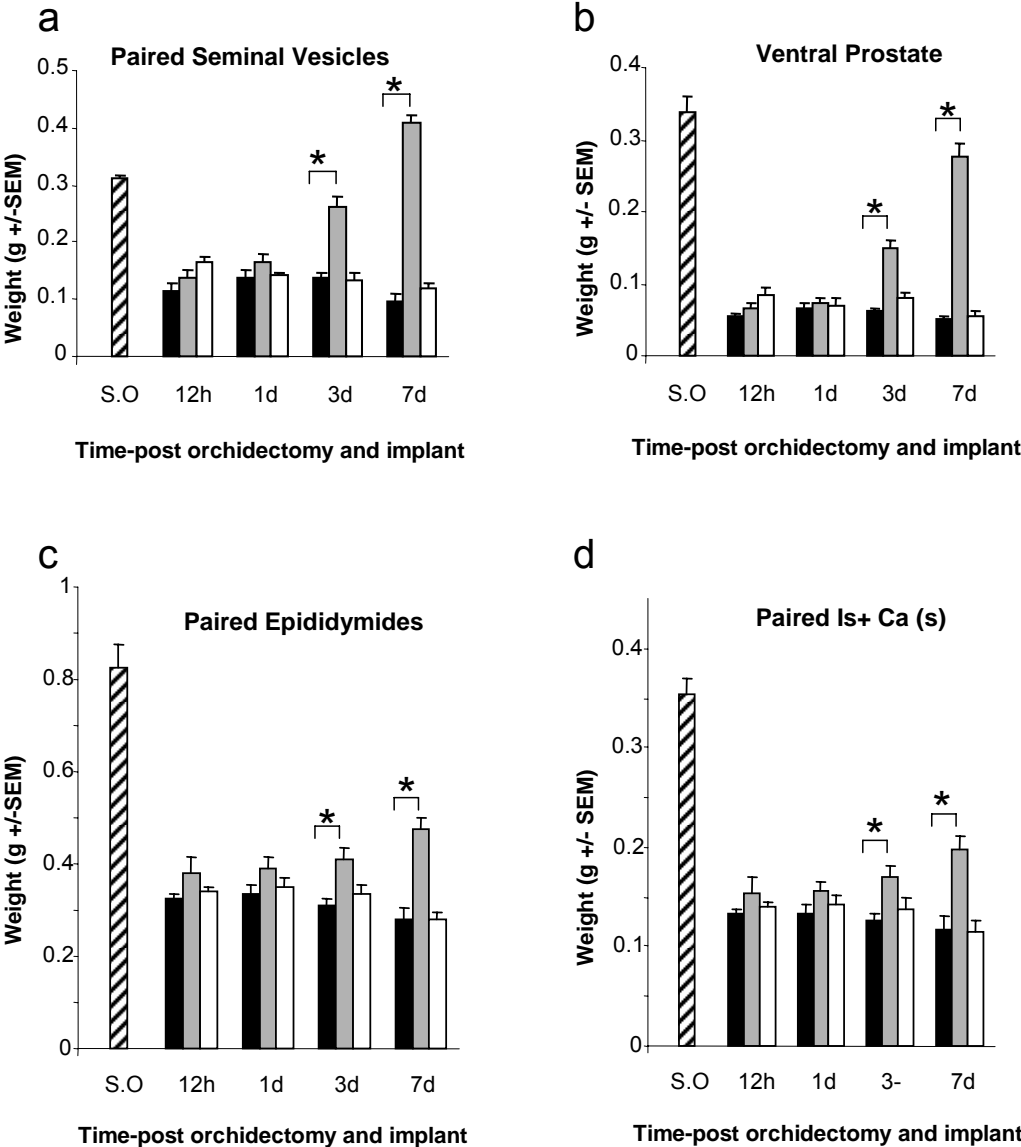 a
Paired Seminal Vesicles
0.5
0.4
0.3
0.2
0.1
0
Weight (g +/-SEM)
*
*
S.O 12h 1d 3d 7d
Time-post orchidectomy and implant
b
Ventral Prostate
0.4
0.3
0.2
0.1
0
Weight (g +/- SEM)
*
*
S.O 12h 1d 3d 7d
Time-post orchidectomy and implant
c
Paired Epididymides
1
0.8
0.6
0.4
0.2
0
Weight (g +/-SEM)
*
*
S.O 12h 1d 3d 7d
Time-post orchidectomy and implant
d
Paired Is+ Ca (s)
0.4
0.3
0.2
0.1
0
Weight (g +/- SEM)
*
*
S.O 12h 1d 3- 7d
Time-post orchidectomy and implant